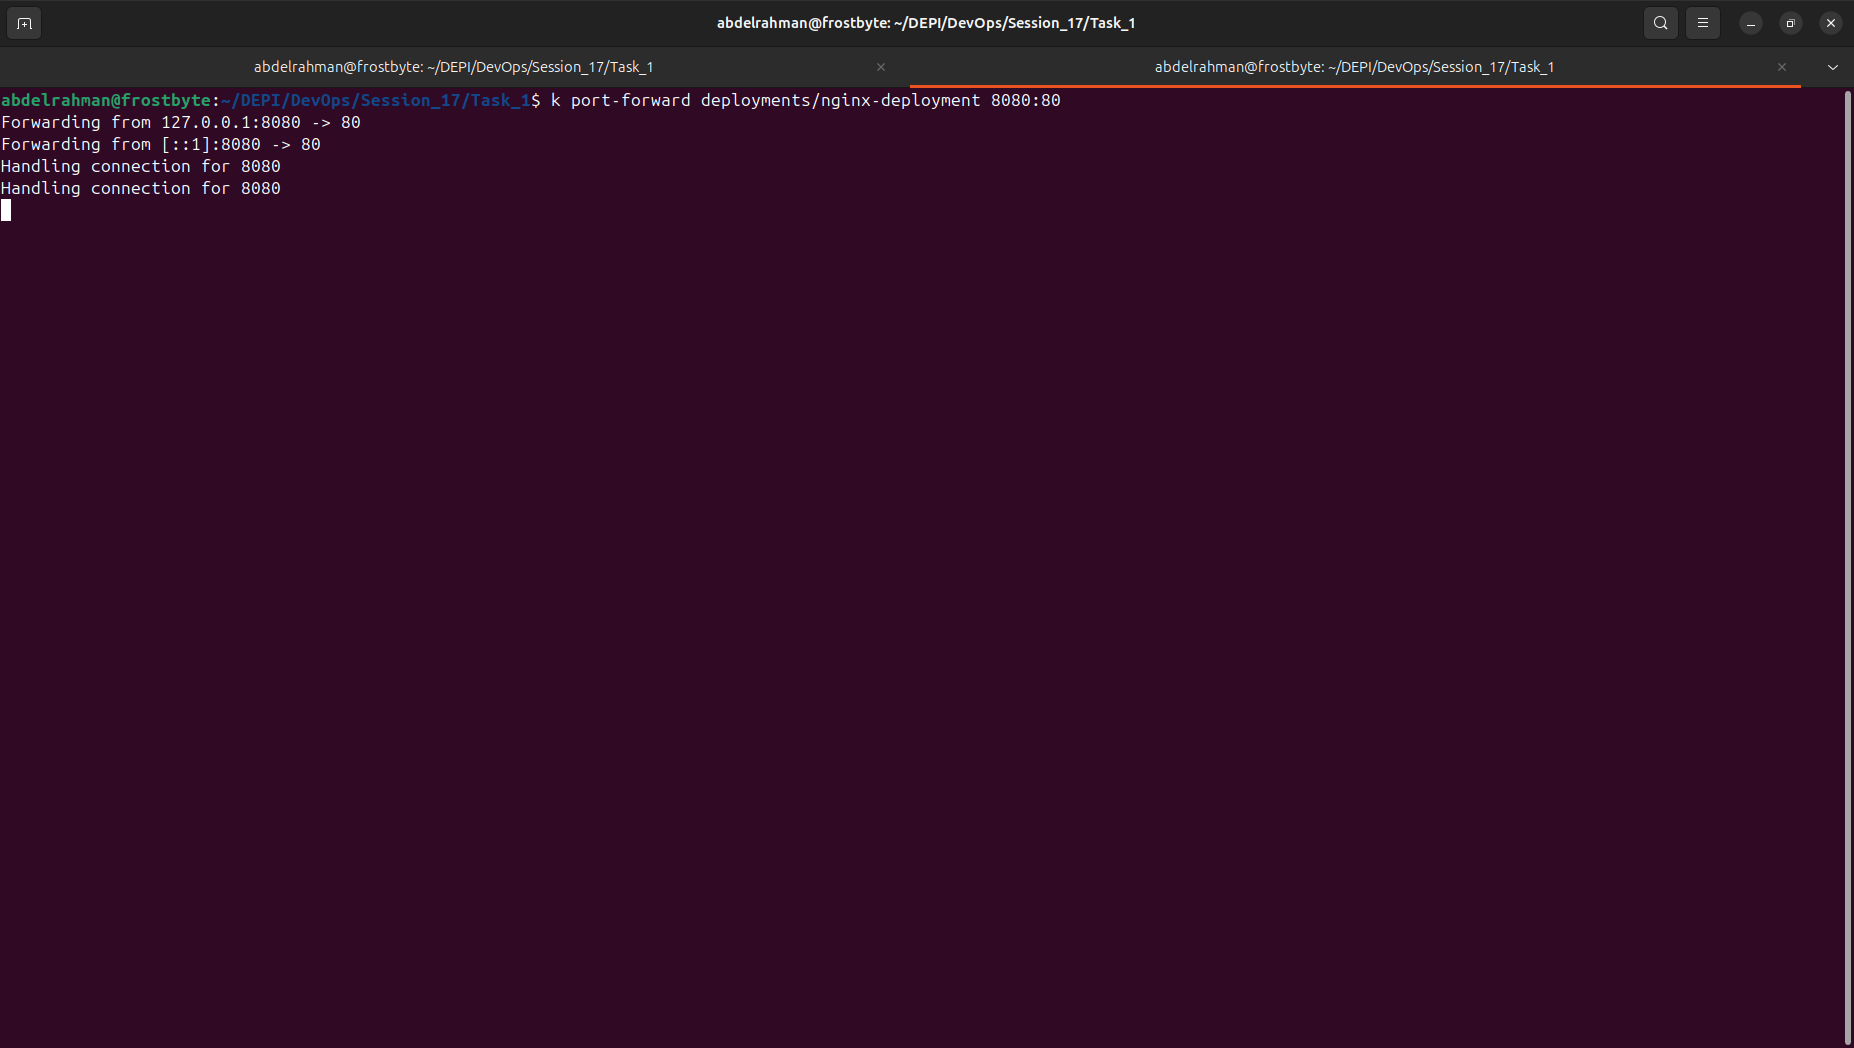 abdelrahman@frostbyte: ~/DEPI/DevOps/Session_17/Task_1
abdelrahman@frostbyte: ~/DEPI/DevOps/Session_17/Task_1
abdelrahman@frostbyte: ~/DEPI/DevOps/Session_17/Task_1
abdelrahman@frostbyte:~/DEPI/DevOps/Session_17/Task_1$ k port-forward deployments/nginx-deployment 8080:80
Forwarding from 127.0.0.1:8080 -> 80
Forwarding from [::1]:8080 -> 80
Handling connection for 8080
Handling connection for 8080